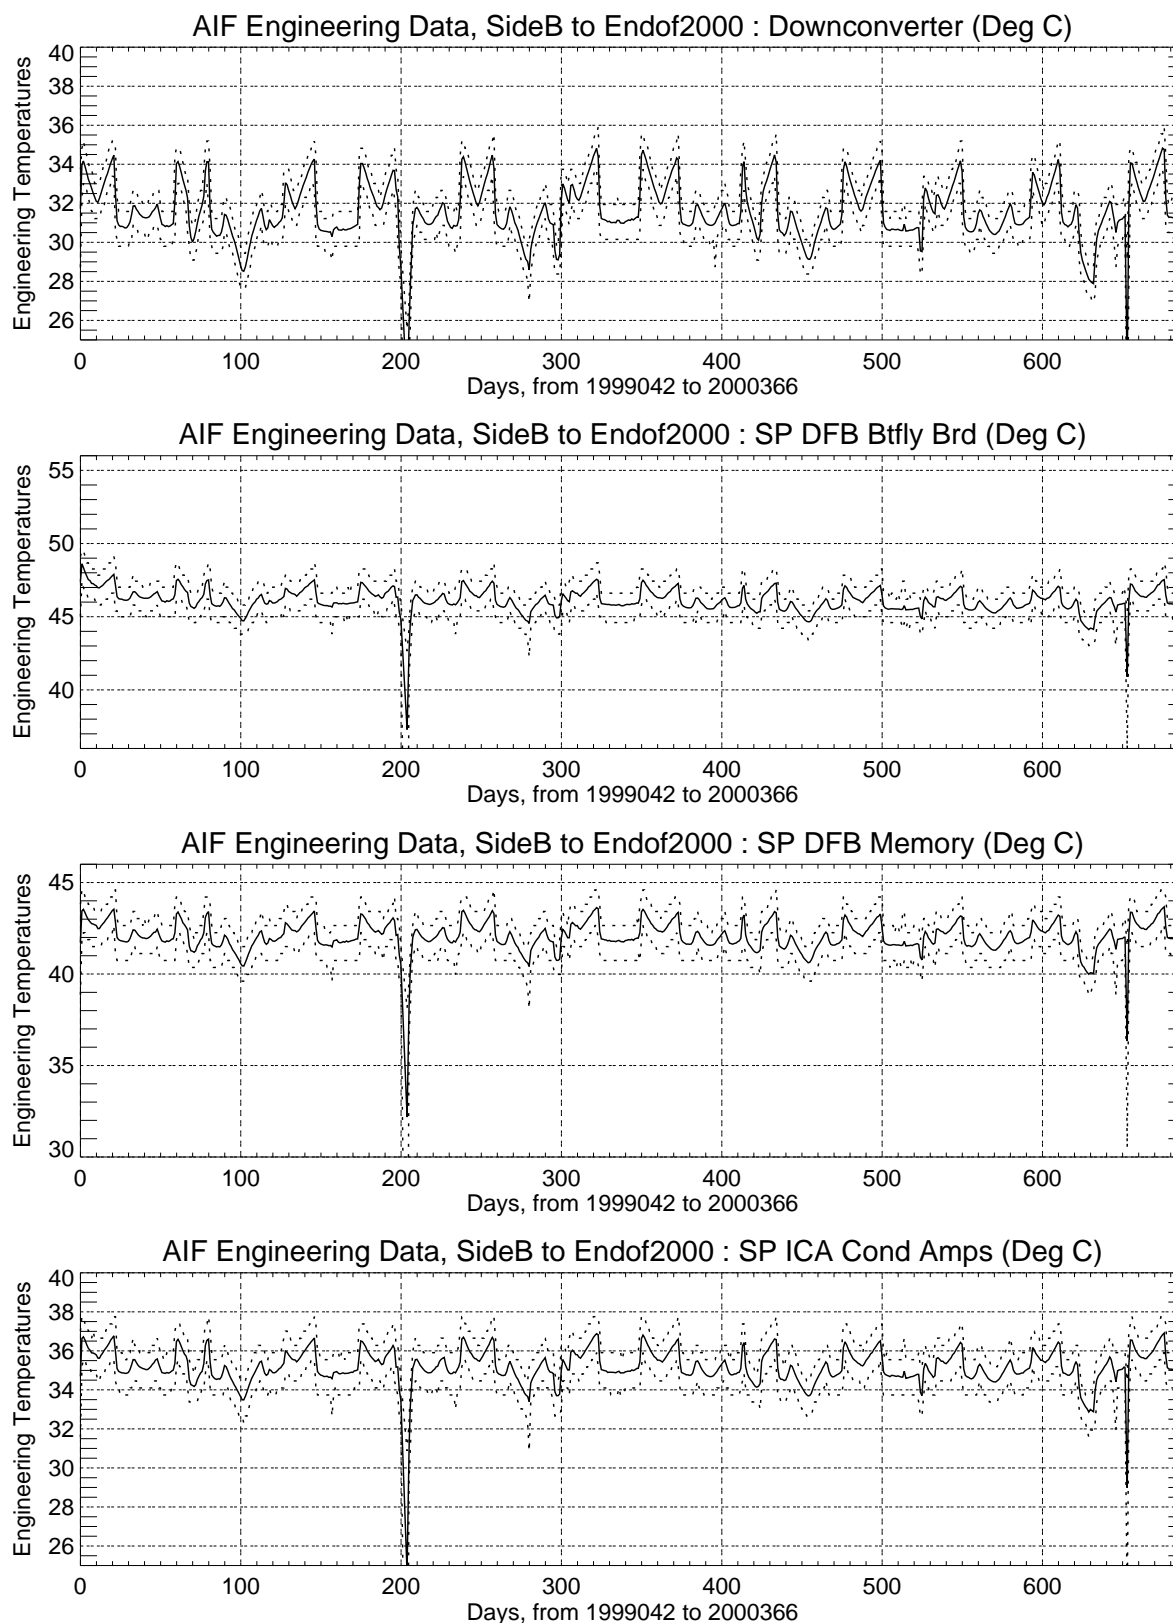 AIF Engineering Data, SideB to Endof2000 : Downconverter (Deg C)
Engineering Temperatures
40
38
36
34
32
30
28
26
0 100 200 300 400 500 600
Days, from 1999042 to 2000366
AIF Engineering Data, SideB to Endof2000 : SP DFB Btfly Brd (Deg C)
Engineering Temperatures
55
50
45
40
0 100 200 300 400 500 600
Days, from 1999042 to 2000366
AIF Engineering Data, SideB to Endof2000 : SP DFB Memory (Deg C)
Engineering Temperatures
45
40
35
30
0 100 200 300 400 500 600
Days, from 1999042 to 2000366
AIF Engineering Data, SideB to Endof2000 : SP ICA Cond Amps (Deg C)
Engineering Temperatures
40
38
36
34
32
30
28
26
0 100 200 300 400 500 600
Days, from 1999042 to 2000366